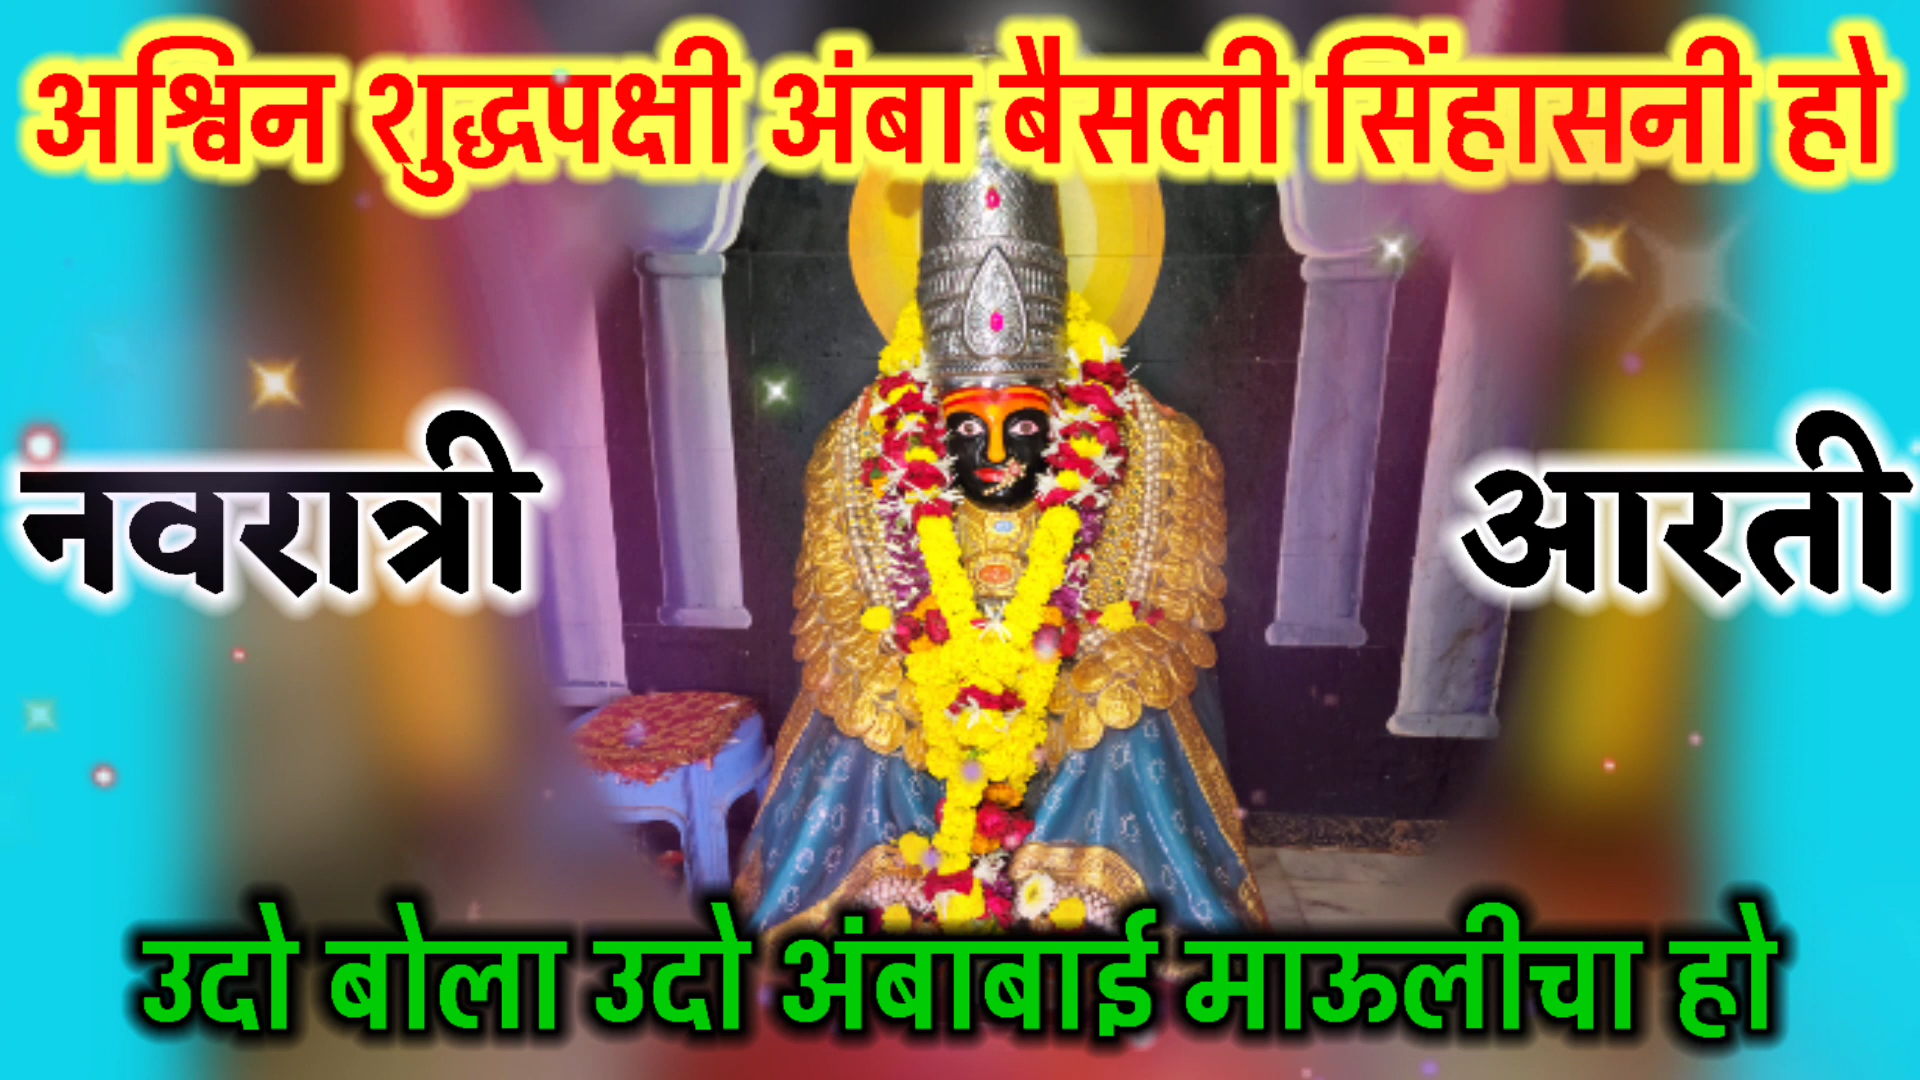 अश्विन शुद्धपक्षी अंबा बैसली सिंहासनी हो
नवरात्री
आरती
उदो बोला उदो अंबाबाई माऊलीचा हो